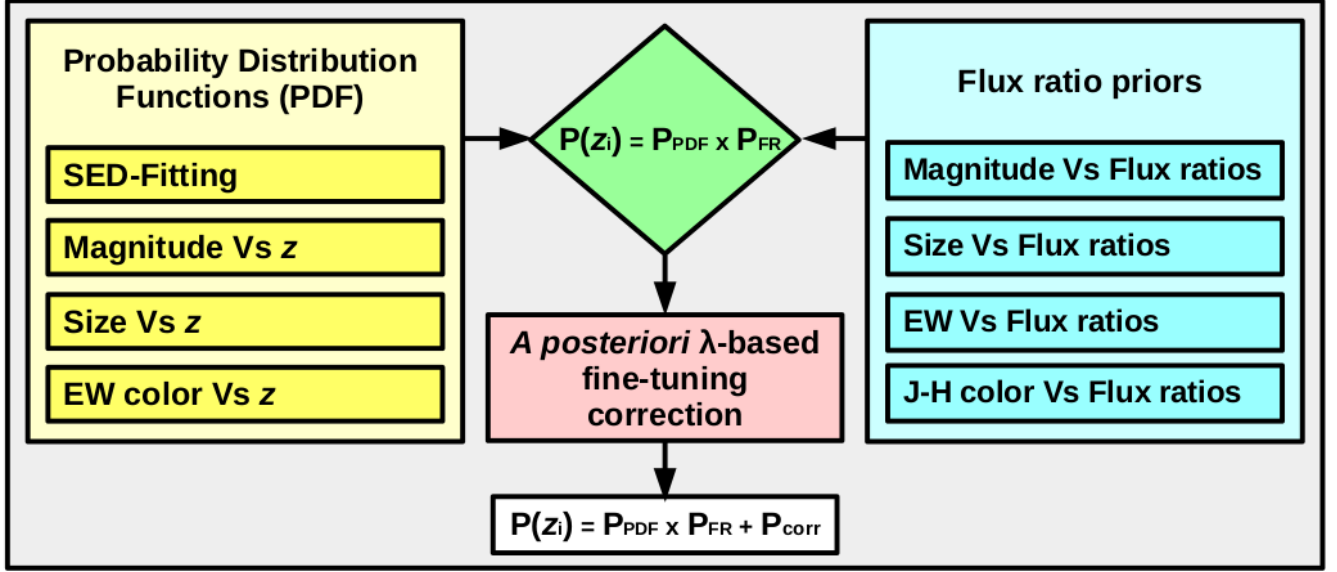 Probability Distribution
Functions (PDF)
SED-Fitting
Magnitude Vs z
Size Vs z
EW color Vs z
P(zi) = PPDF x PFR
A posteriori λ-based
fine-tuning
correction
P(zi) = PPDF x PFR + Pcorr
Flux ratio priors
Magnitude Vs Flux ratios
Size Vs Flux ratios
EW Vs Flux ratios
J-H color Vs Flux ratios